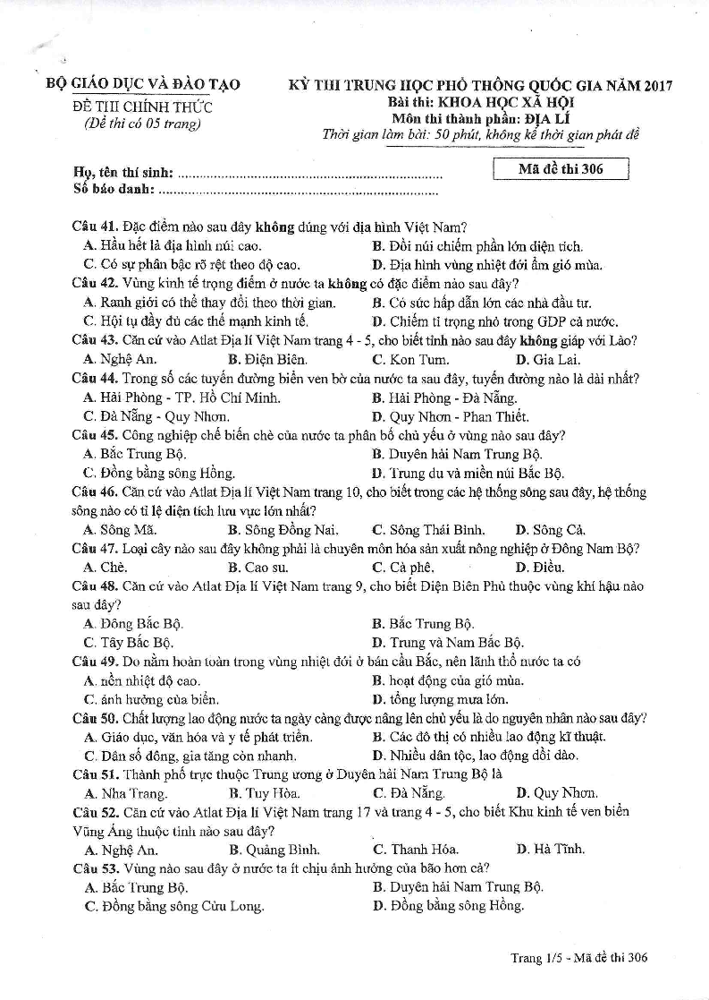 BỘ GIÁO DỤC VÀ ĐÀO TẠO
ĐỀ THI CHÍNH THỨC
(Đề thi có 05 trang)
KỲ THI TRUNG HỌC PHỔ THÔNG QUỐC GIA NĂM 2017
Bài thi: KHOA HỌC XÃ HỘI
Môn thi thành phần: ĐỊA LÍ
Thời gian làm bài: 50 phút, không kể thời gian phát đề
Họ, tên thí sinh: ..........................................................................
Số báo danh: ..............................................................................
Mã đề thi 306
Câu 41. Đặc điểm nào sau đây không đúng với địa hình Việt Nam?
A. Hầu hết là địa hình núi cao. B. Đồi núi chiếm phần lớn diện tích.
C. Có sự phân bậc rõ rệt theo độ cao. D. Địa hình vùng nhiệt đới ẩm gió mùa.
Câu 42. Vùng kinh tế trọng điểm ở nước ta không có đặc điểm nào sau đây?
A. Ranh giới có thể thay đổi theo thời gian. B. Có sức hấp dẫn lớn các nhà đầu tư.
C. Hội tụ đầy đủ các thế mạnh kinh tế. D. Chiếm tỉ trọng nhỏ trong GDP cả nước.
Câu 43. Căn cứ vào Atlat Địa lí Việt Nam trang 4 - 5, cho biết tỉnh nào sau đây không giáp với Lào?
A. Nghệ An. B. Điện Biên. C. Kon Tum. D. Gia Lai.
Câu 44. Trong số các tuyến đường biển ven bờ của nước ta sau đây, tuyến đường nào là dài nhất?
A. Hải Phòng - TP. Hồ Chí Minh. B. Hải Phòng - Đà Nẵng.
C. Đà Nẵng - Quy Nhơn. D. Quy Nhơn - Phan Thiết.
Câu 45. Công nghiệp chế biến chè của nước ta phân bố chủ yếu ở vùng nào sau đây?
A. Bắc Trung Bộ. B. Duyên hải Nam Trung Bộ.
C. Đồng bằng sông Hồng. D. Trung du và miền núi Bắc Bộ.
Câu 46. Căn cứ vào Atlat Địa lí Việt Nam trang 10, cho biết trong các hệ thống sông sau đây, hệ thống
sông nào có tỉ lệ diện tích lưu vực lớn nhất?
A. Sông Mã. B. Sông Đồng Nai. C. Sông Thái Bình. D. Sông Cả.
Câu 47. Loại cây nào sau đây không phải là chuyên môn hóa sản xuất nông nghiệp ở Đông Nam Bộ?
A. Chè. B. Cao su. C. Cà phê. D. Điều.
Câu 48. Căn cứ vào Atlat Địa lí Việt Nam trang 9, cho biết Điện Biên Phủ thuộc vùng khí hậu nào
sau đây?
A. Đông Bắc Bộ. B. Bắc Trung Bộ.
C. Tây Bắc Bộ. D. Trung và Nam Bắc Bộ.
Câu 49. Do nằm hoàn toàn trong vùng nhiệt đới ở bán cầu Bắc, nên lãnh thổ nước ta có
A. nền nhiệt độ cao. B. hoạt động của gió mùa.
C. ảnh hưởng của biển. D. tổng lượng mưa lớn.
Câu 50. Chất lượng lao động nước ta ngày càng được nâng lên chủ yếu là do nguyên nhân nào sau đây?
A. Giáo dục, văn hóa và y tế phát triển. B. Các đô thị có nhiều lao động kĩ thuật.
C. Dân số đông, gia tăng còn nhanh. D. Nhiều dân tộc, lao động dồi dào.
Câu 51. Thành phố trực thuộc Trung ương ở Duyên hải Nam Trung Bộ là
A. Nha Trang. B. Tuy Hòa. C. Đà Nẵng. D. Quy Nhơn.
Câu 52. Căn cứ vào Atlat Địa lí Việt Nam trang 17 và trang 4 - 5, cho biết Khu kinh tế ven biển
Vũng Áng thuộc tỉnh nào sau đây?
A. Nghệ An. B. Quảng Bình. C. Thanh Hóa. D. Hà Tĩnh.
Câu 53. Vùng nào sau đây ở nước ta ít chịu ảnh hưởng của bão hơn cả?
A. Bắc Trung Bộ. B. Duyên hải Nam Trung Bộ.
C. Đồng bằng sông Cửu Long. D. Đồng bằng sông Hồng.
Trang 1/5 - Mã đề thi 306